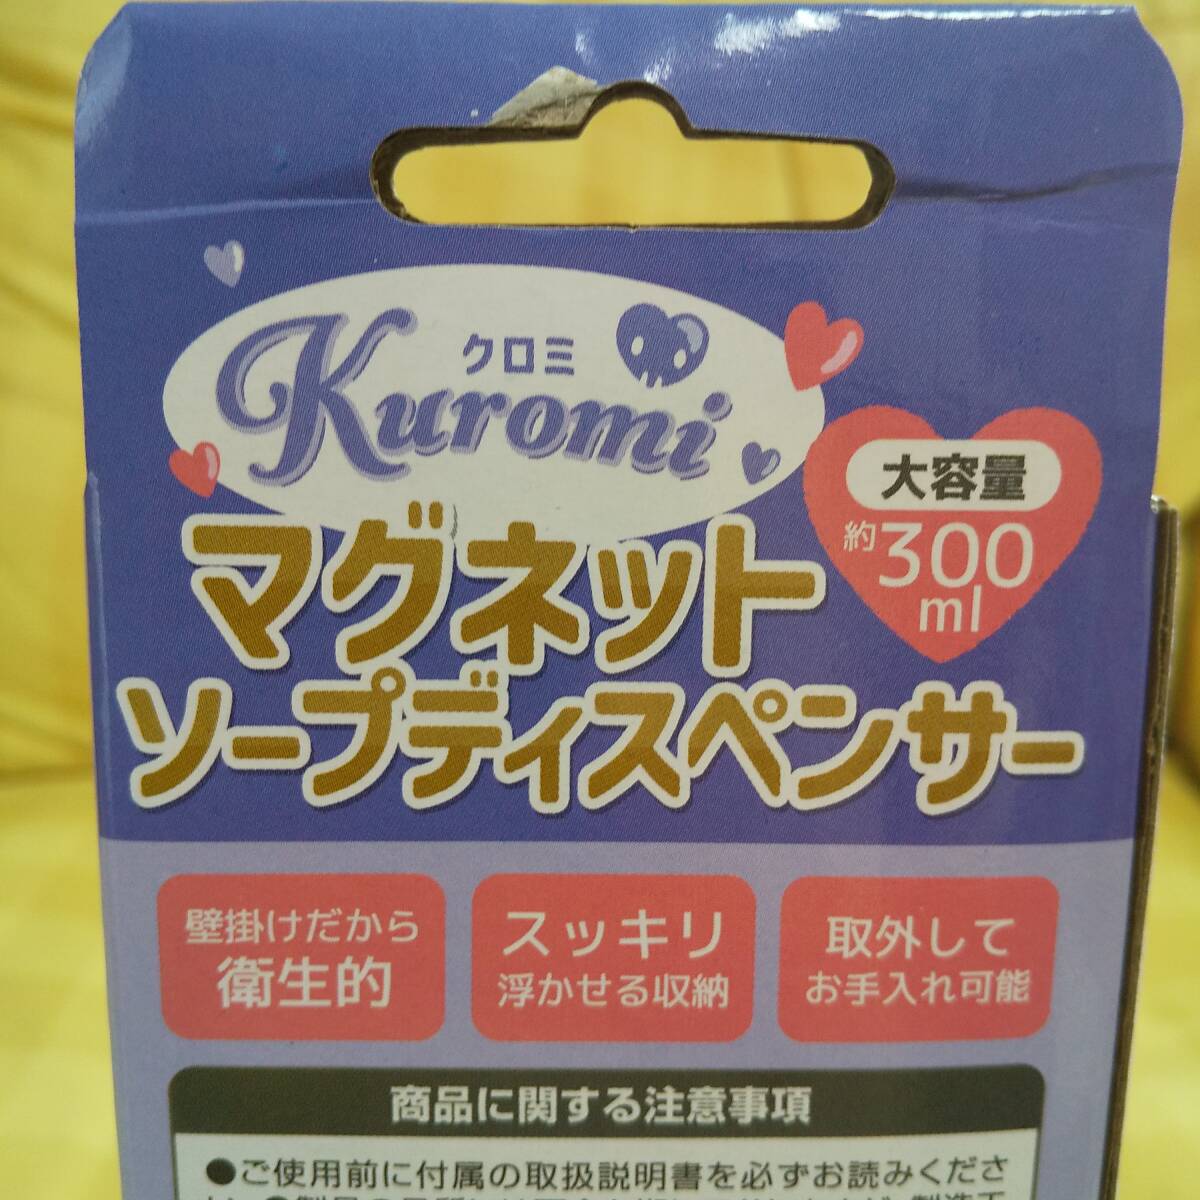 クロミ
Kuromi
大容量
約300
ml
マグネット
ソープディスペンサー
壁掛けだから
衛生的
スッキリ
浮かせる収納
取外して
お手入れ可能
商品に関する注意事項
●ご使用前に付属の取扱説明書を必ずお読みくださ